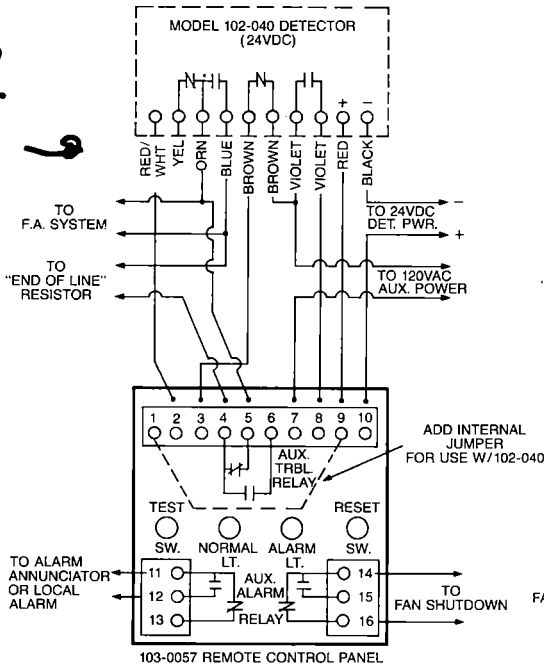 MODEL 102-040 DETECTOR
(24VDC)
+ −
RED/WHT YEL ORN BLUE BROWN BROWN VIOLET VIOLET RED BLACK
TO
F.A. SYSTEM
TO 24VDC
DET. PWR.
−
+
TO
"END OF LINE"
RESISTOR
TO 120VAC
AUX. POWER
1 2 3 4 5 6 7 8 9 10
AUX.
TRBL.
RELAY
ADD INTERNAL
JUMPER
FOR USE W/102-040
TEST
SW.
NORMAL
LT.
ALARM
LT.
RESET
SW.
TO ALARM
ANNUNCIATOR
OR LOCAL
ALARM
11
12
13
AUX.
ALARM
RELAY
14
15
16
TO
FAN SHUTDOWN
FA
103-0057 REMOTE CONTROL PANEL